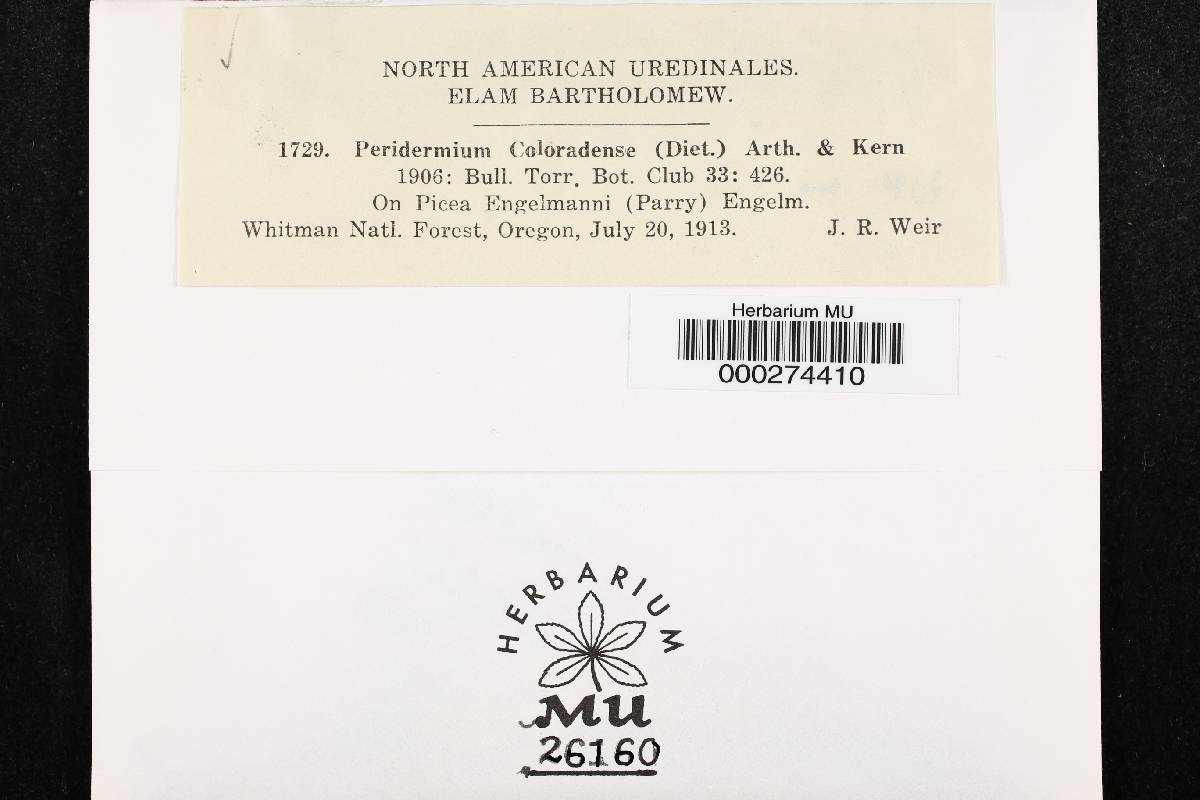 NORTH AMERICAN UREDINALES.
ELAM BARTHOLOMEW.
1729. Peridermium Coloradense (Diet.) Arth. & Kern
1906: Bull. Torr. Bot. Club 33: 426.
On Picea Engelmanni (Parry) Engelm.
Whitman Natl. Forest, Oregon, July 20, 1913. J. R. Weir
Herbarium MU
000274410
HERBARIUM
MU
26160